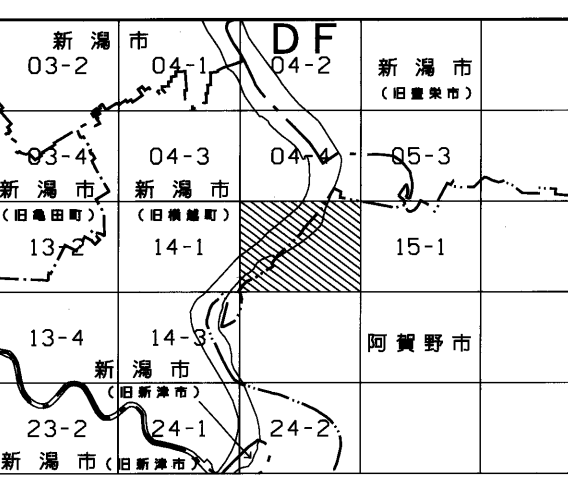 DF
新潟市
03-2
04-1
04-2
新潟市
(旧豊栄市)
03-4
04-3
04-4
05-3
新潟市
(旧亀田町)
新潟市
(旧横越町)
13-2
14-1
15-1
13-4
14-3
阿賀野市
新潟市
(旧新津市)
23-2
24-1
24-2
新潟市(旧新津市)